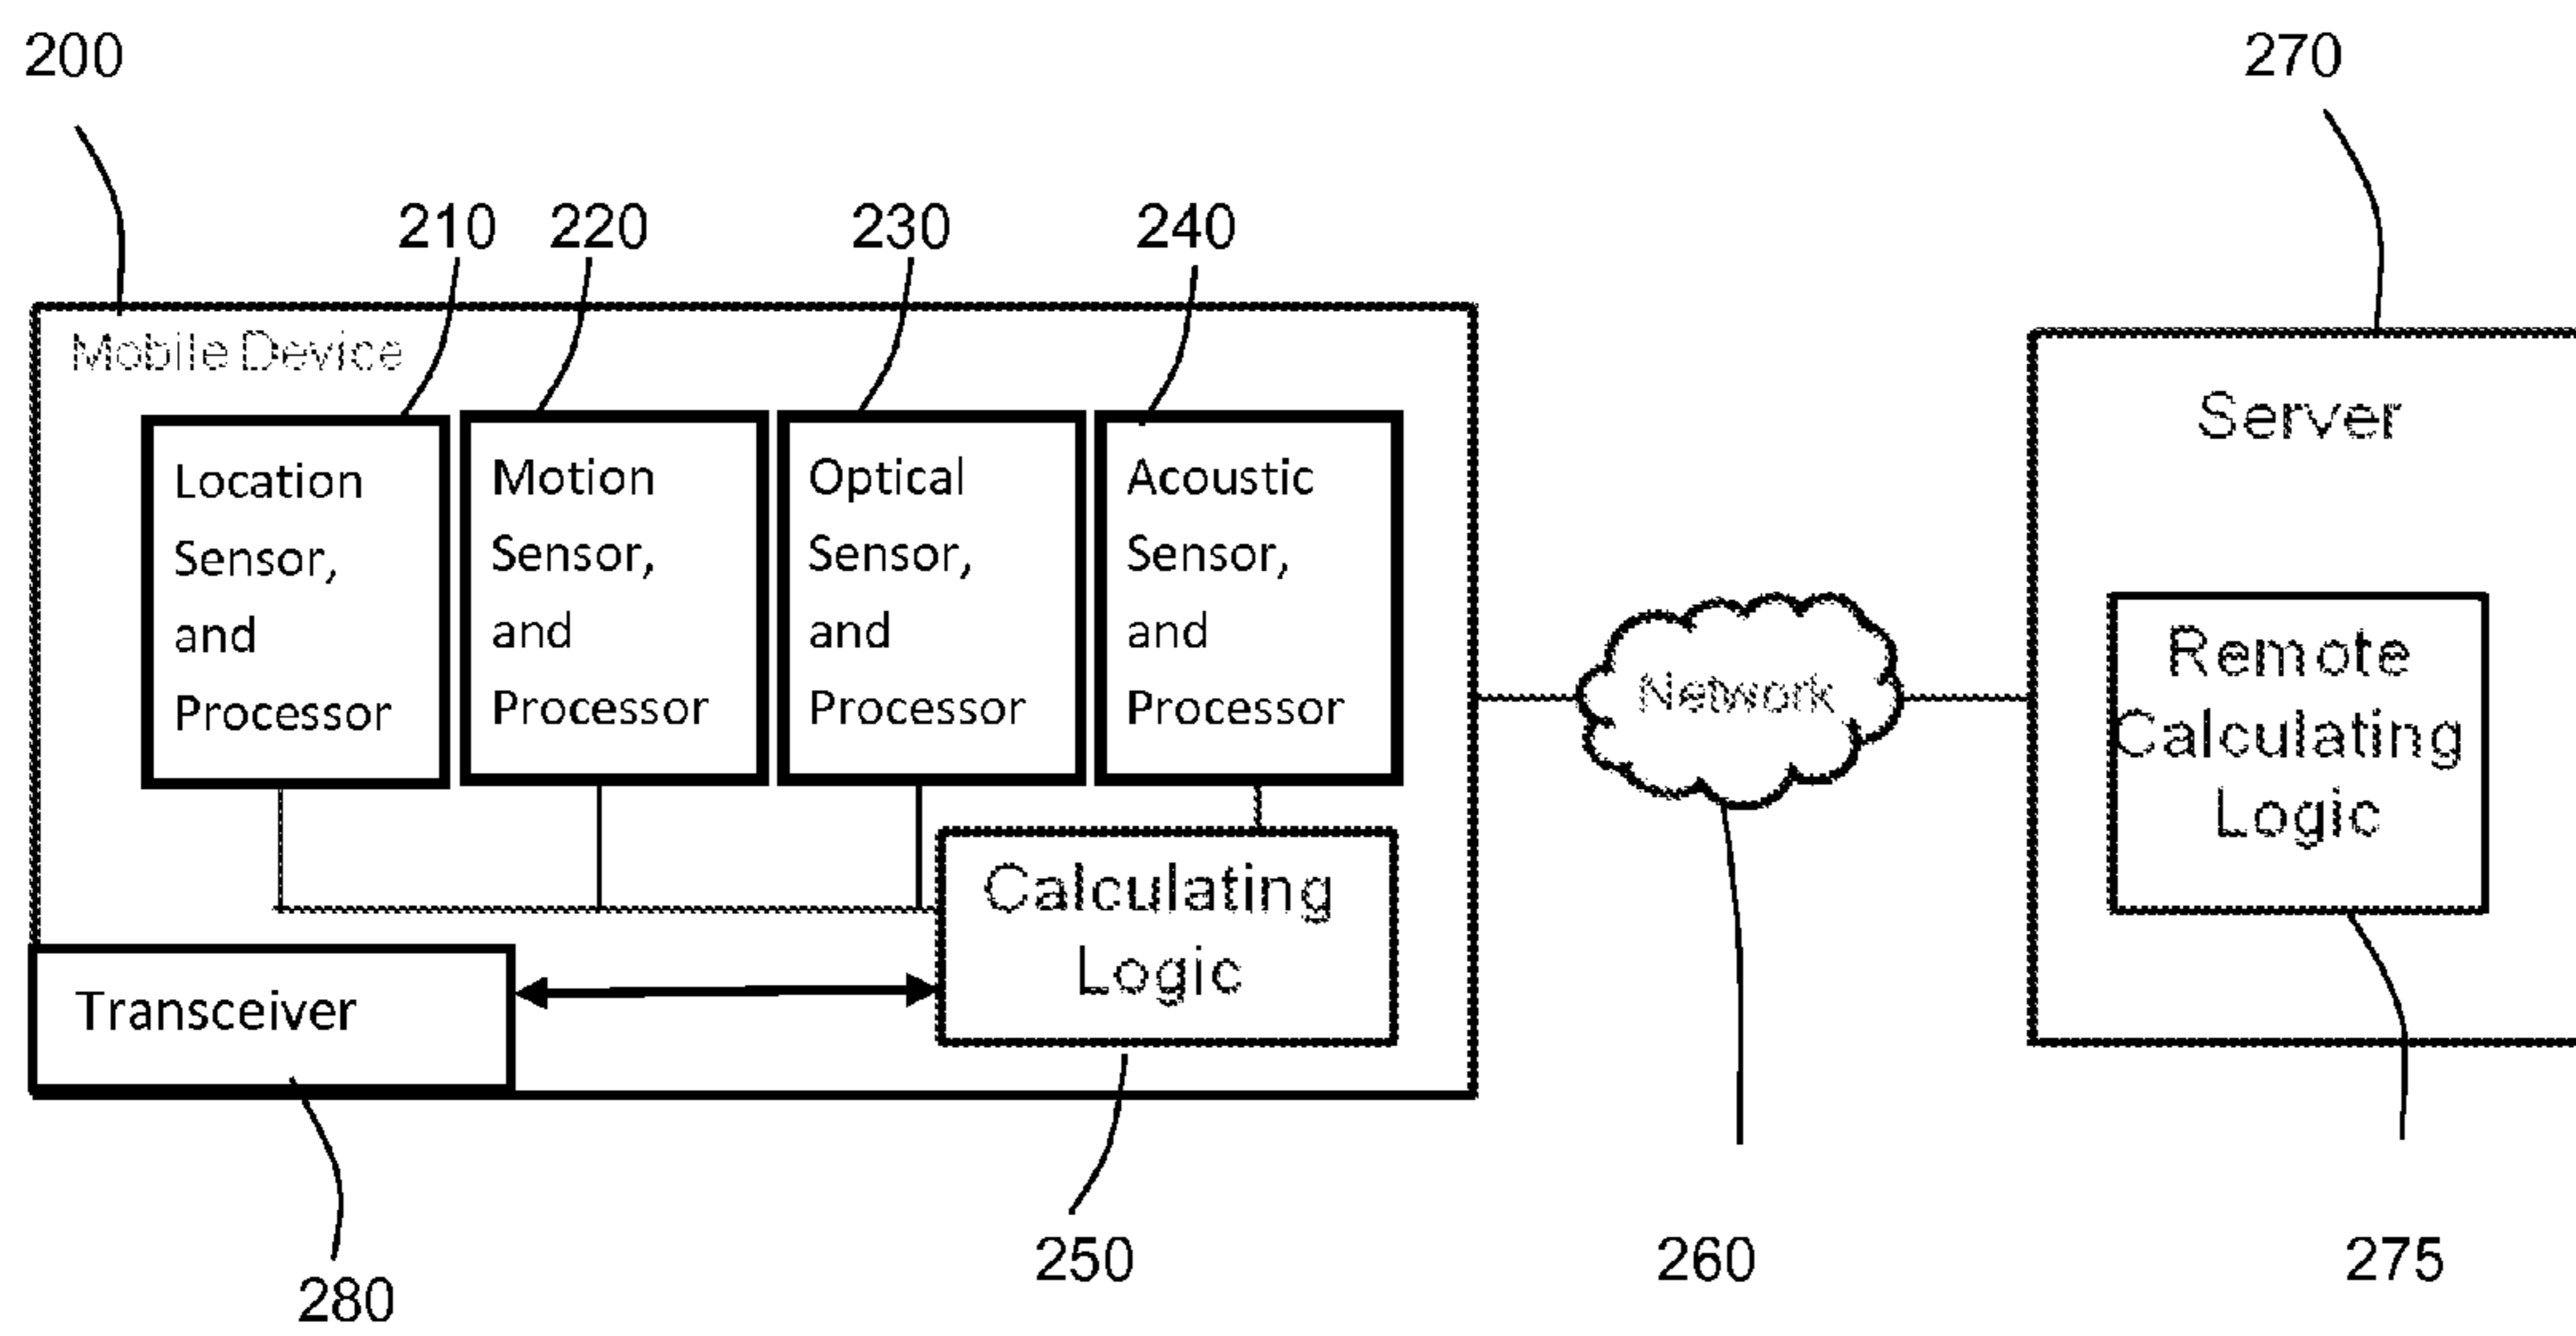 200
270
210
220
230
240
Mobile Device
Location
Sensor,
and
Processor
Motion
Sensor,
and
Processor
Optical
Sensor,
and
Processor
Acoustic
Sensor,
and
Processor
Calculating
Logic
Transceiver
Network
Server
Remote
Calculating
Logic
280
250
260
275